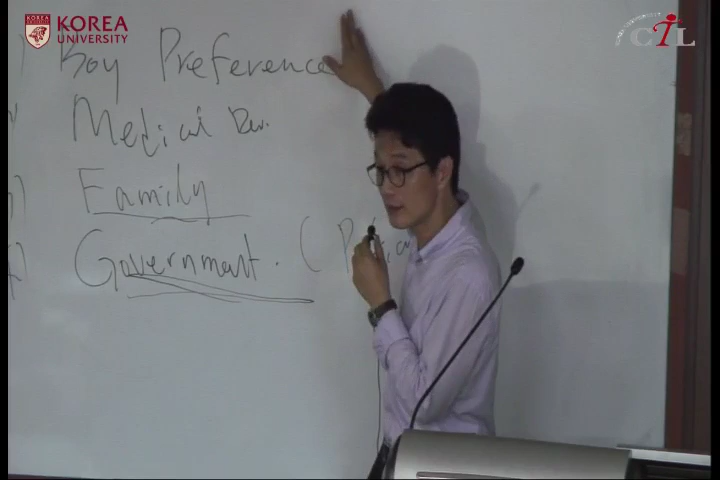 KOREA
UNIVERSITY
CTL
) Boy Preference
Medical Dev.
) Family
) Government. (